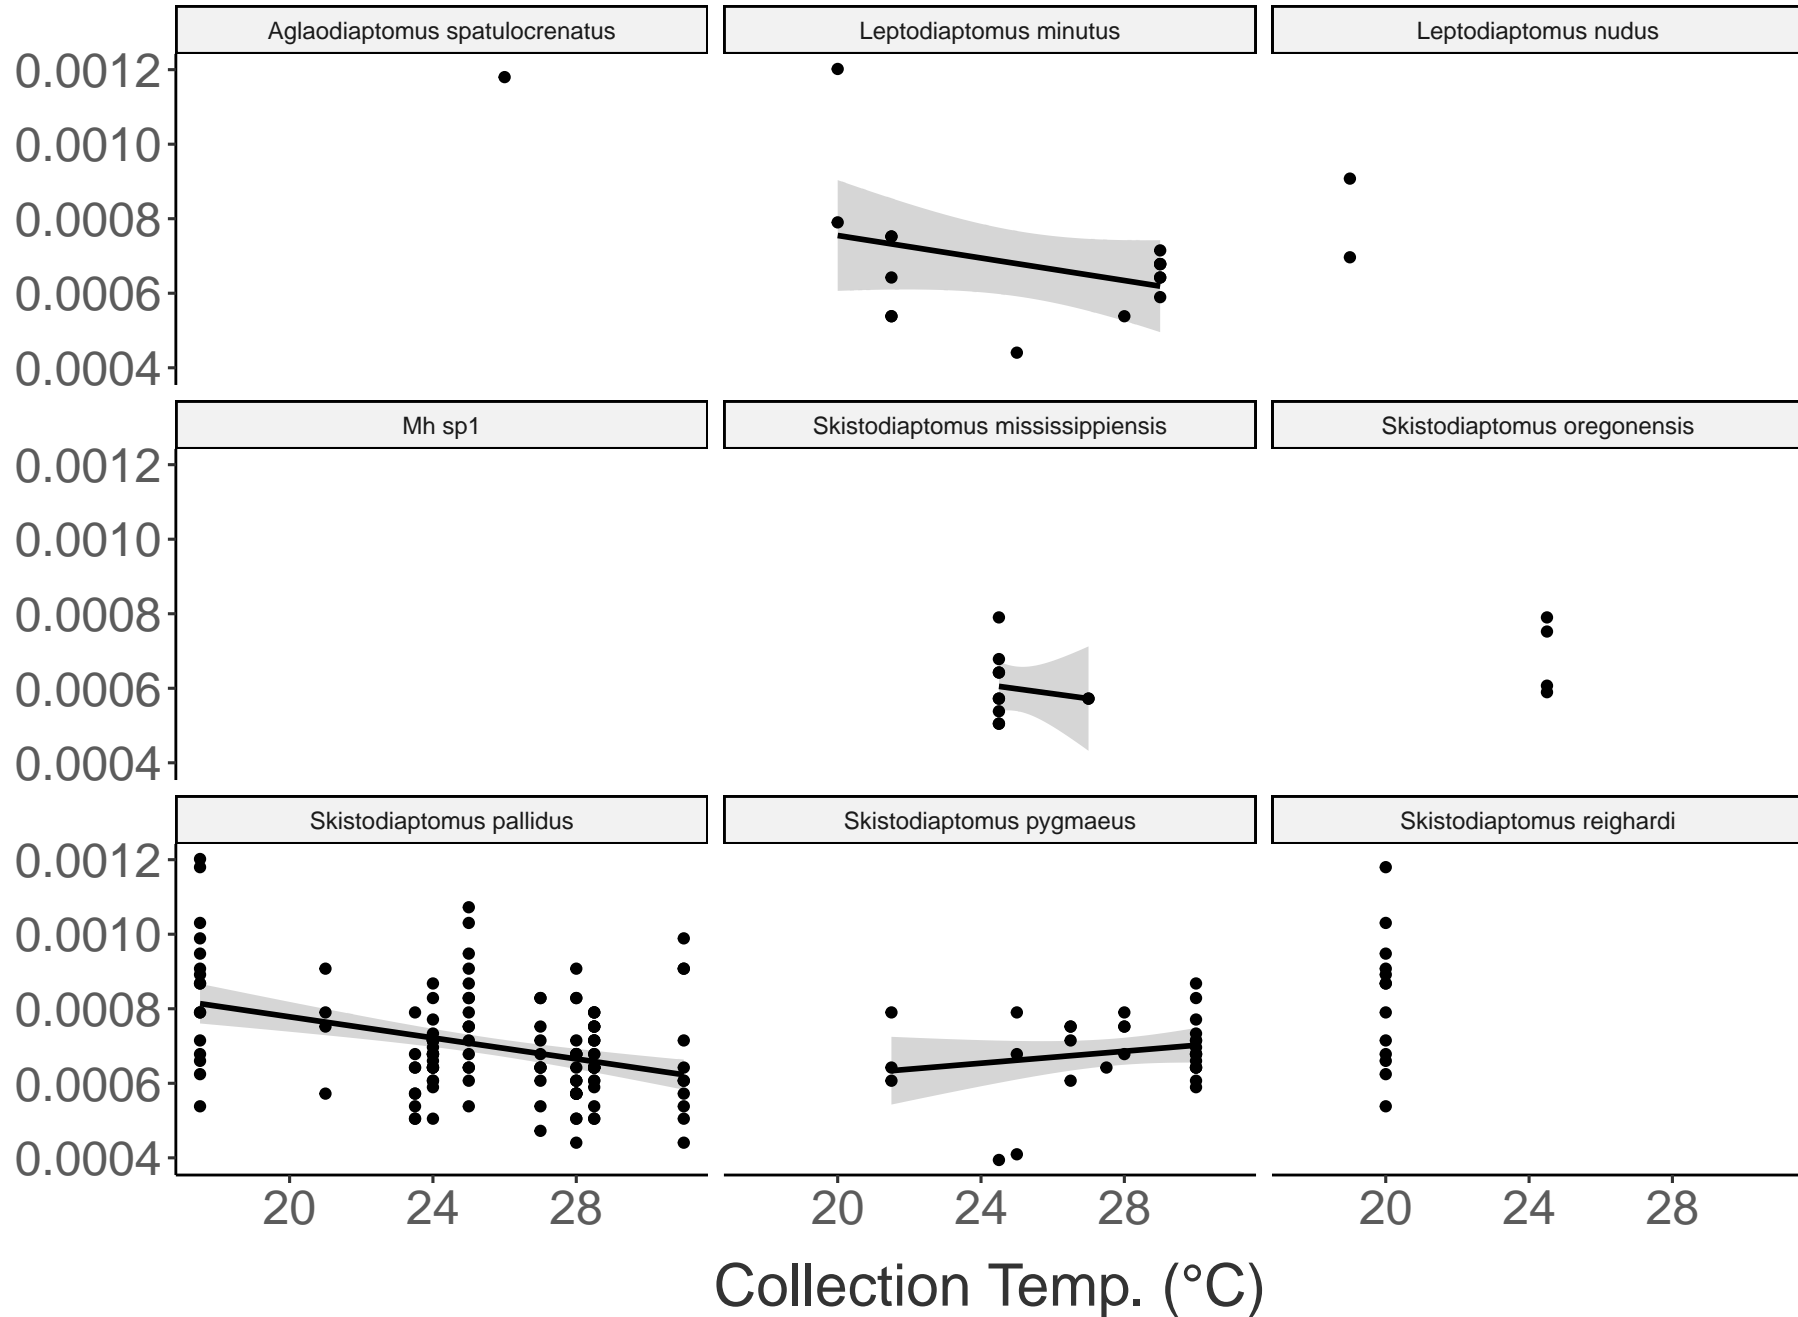 Aglaodiaptomus spatulocrenatus
Leptodiaptomus minutus
Leptodiaptomus nudus
0.0012
0.0010
0.0008
0.0006
0.0004
Mh sp1
Skistodiaptomus mississippiensis
Skistodiaptomus oregonensis
0.0012
0.0010
0.0008
0.0006
0.0004
Skistodiaptomus pallidus
Skistodiaptomus pygmaeus
Skistodiaptomus reighardi
0.0012
0.0010
0.0008
0.0006
0.0004
20 24 28
20 24 28
20 24 28
Collection Temp. (°C)